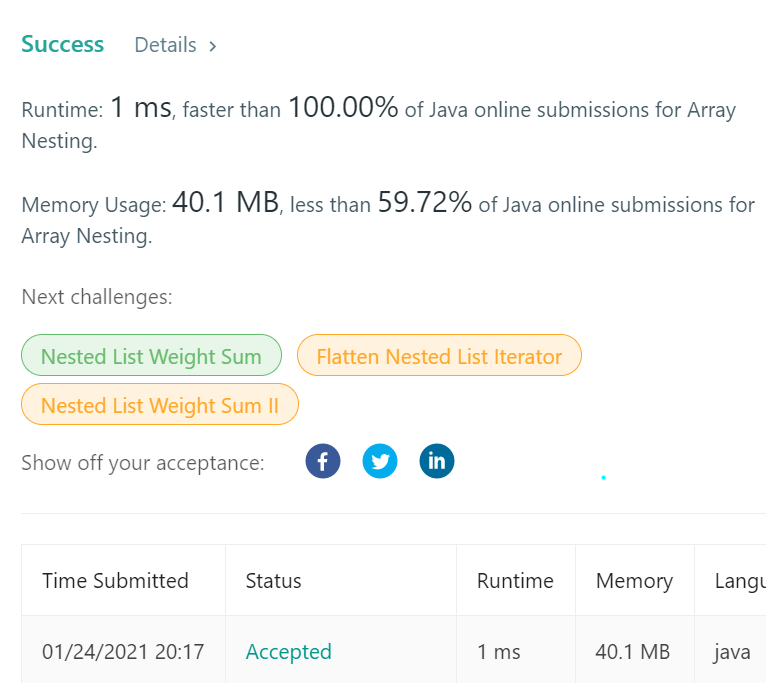 Success Details >
Runtime: 1 ms, faster than 100.00% of Java online submissions for Array
Nesting.
Memory Usage: 40.1 MB, less than 59.72% of Java online submissions for
Array Nesting.
Next challenges:
Nested List Weight Sum Flatten Nested List Iterator
Nested List Weight Sum II
Show off your acceptance: f in
Time Submitted Status Runtime Memory Langu
01/24/2021 20:17 Accepted 1 ms 40.1 MB java